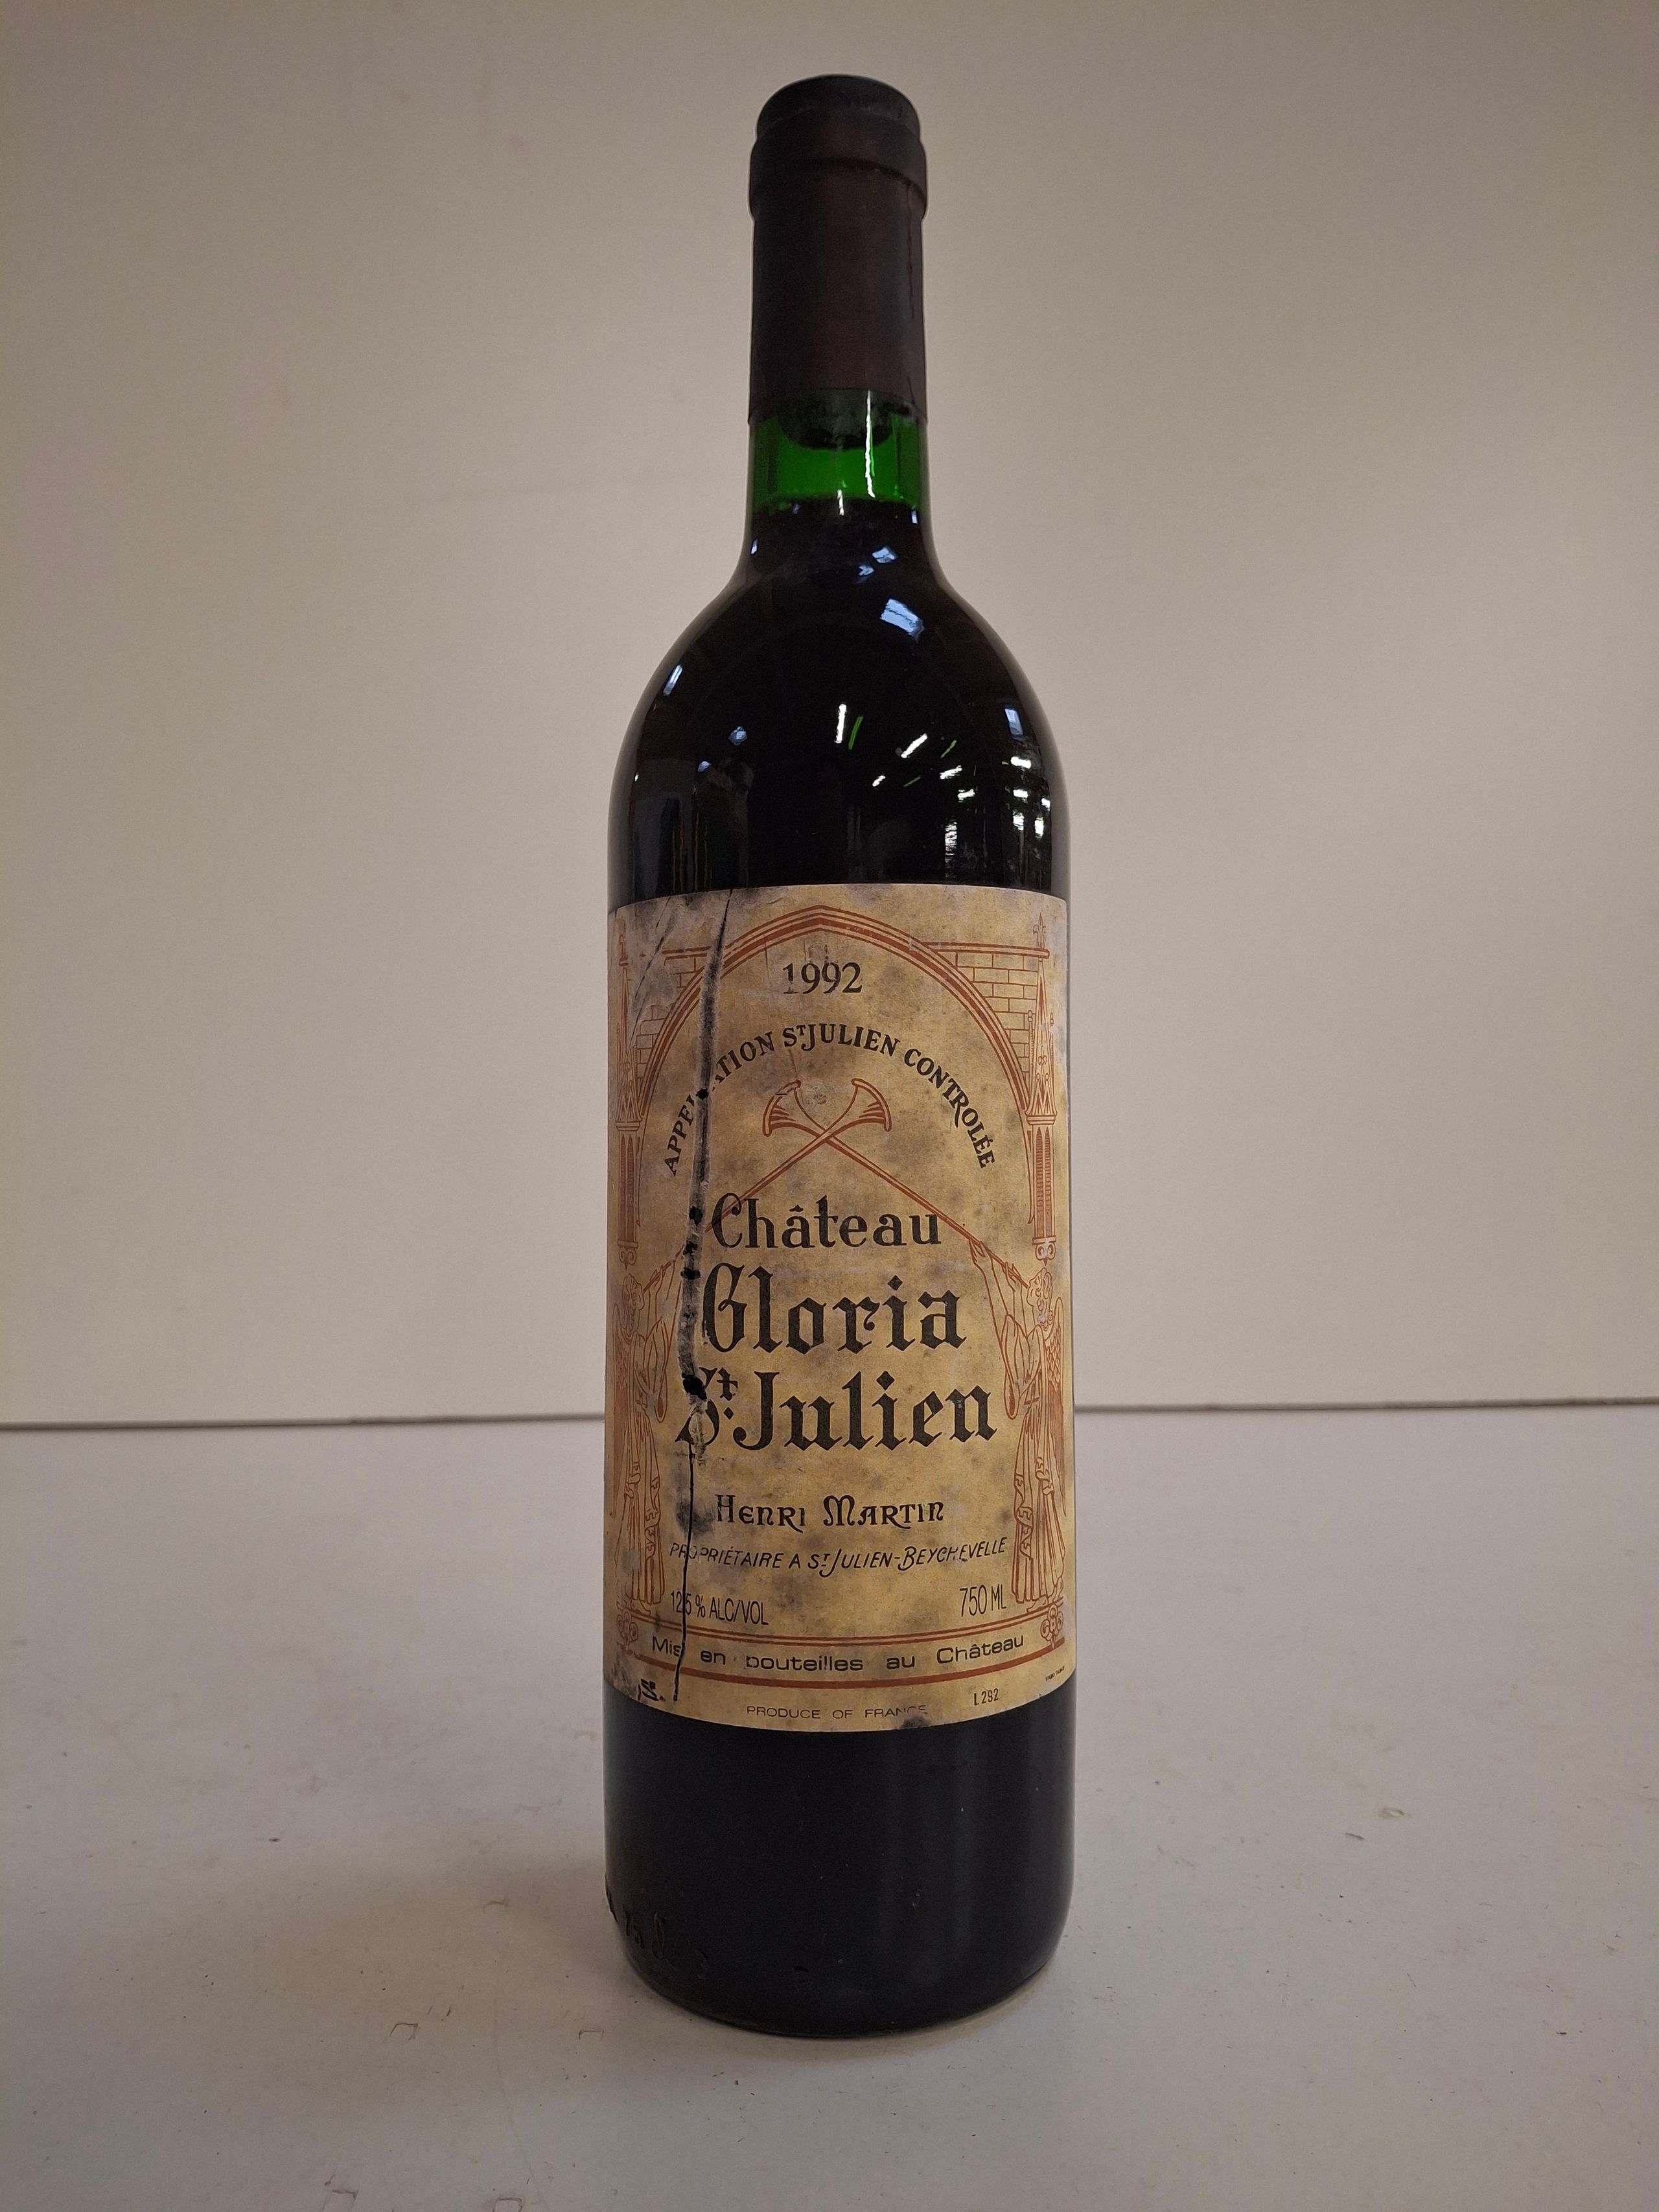 1992
APPELLATION ST JULIEN CONTROLÉE
Château
Gloria
St. Julien
HENRI MARTIN
PROPRIÉTAIRE A ST JULIEN-BEYCHEVELLE
12,5% ALC/VOL 750 ML
Mis en bouteilles au Château
PRODUCE OF FRANCE L 292